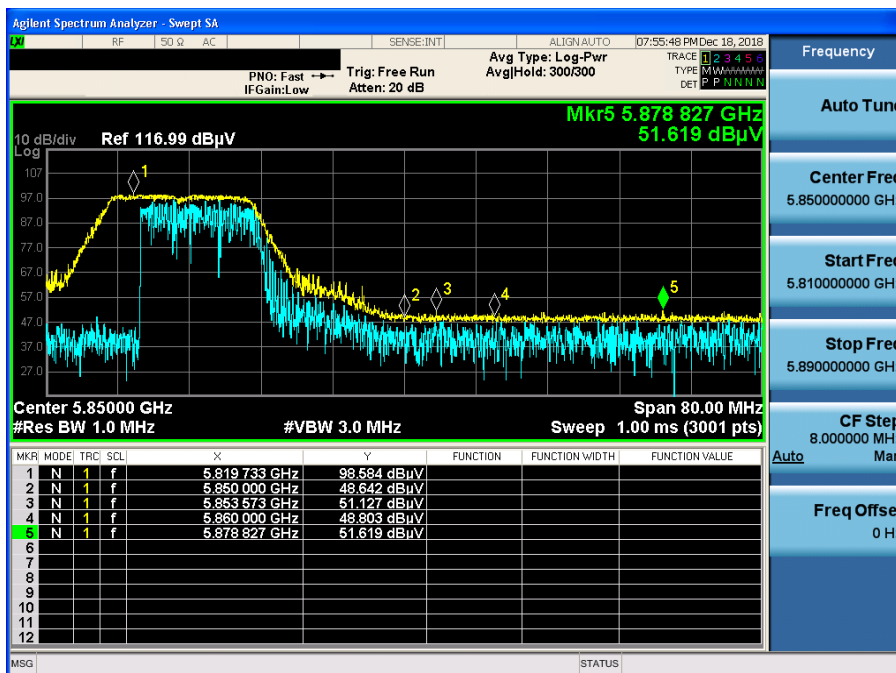 Agilent Spectrum Analyzer - Swept SA
LXI RF 50 Ω AC SENSE:INT ALIGN AUTO 07:55:48 PM Dec 18, 2018
PNO: Fast
IFGain:Low
Trig: Free Run
Atten: 20 dB
Avg Type: Log-Pwr
Avg|Hold: 300/300
TRACE 1 2 3 4 5 6
TYPE MWWWWW
DET P P N N N N
Mkr5 5.878 827 GHz
51.619 dBµV
10 dB/div
Log
Ref 116.99 dBµV
107
97.0
87.0
77.0
67.0
57.0
47.0
37.0
27.0
1
2
3
4
5
Center 5.85000 GHz Span 80.00 MHz
#Res BW 1.0 MHz #VBW 3.0 MHz Sweep 1.00 ms (3001 pts)
MKR MODE TRC SCL X Y FUNCTION FUNCTION WIDTH FUNCTION VALUE
1 N 1 f 5.819 733 GHz 98.584 dBµV
2 N 1 f 5.850 000 GHz 48.642 dBµV
3 N 1 f 5.853 573 GHz 51.127 dBµV
4 N 1 f 5.860 000 GHz 48.803 dBµV
5 N 1 f 5.878 827 GHz 51.619 dBµV
6
7
8
9
10
11
12
MSG STATUS
Frequency
Auto Tun
Center Fre
5.850000000 GH
Start Fre
5.810000000 GH
Stop Fre
5.890000000 GH
CF Ste
8.000000 MH
Auto Ma
Freq Offse
0 H